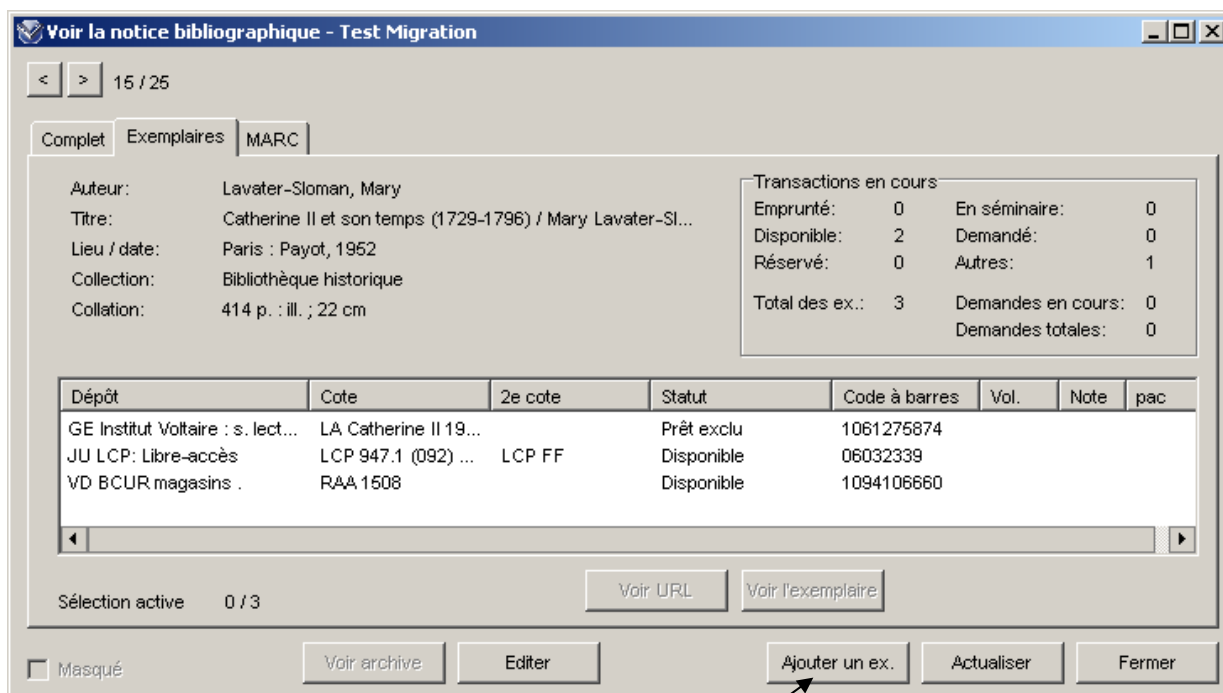 Voir la notice bibliographique - Test Migration
< > 15 / 25
Complet Exemplaires MARC
Auteur: Lavater-Sloman, Mary
Titre: Catherine II et son temps (1729-1796) / Mary Lavater-Sl...
Lieu / date: Paris : Payot, 1952
Collection: Bibliothèque historique
Collation: 414 p. : ill. ; 22 cm
Transactions en cours
Emprunté: 0 En séminaire: 0
Disponible: 2 Demandé: 0
Réservé: 0 Autres: 1
Total des ex.: 3 Demandes en cours: 0
Demandes totales: 0
Dépôt Cote 2e cote Statut Code à barres Vol. Note pac
GE Institut Voltaire : s. lect... LA Catherine II 19... Prêt exclu 1061275874
JU LCP: Libre-accès LCP 947.1 (092) ... LCP FF Disponible 06032339
VD BCUR magasins . RAA 1508 Disponible 1094106660
Voir URL Voir l'exemplaire
Sélection active 0 / 3
Masqué Voir archive Editer Ajouter un ex. Actualiser Fermer